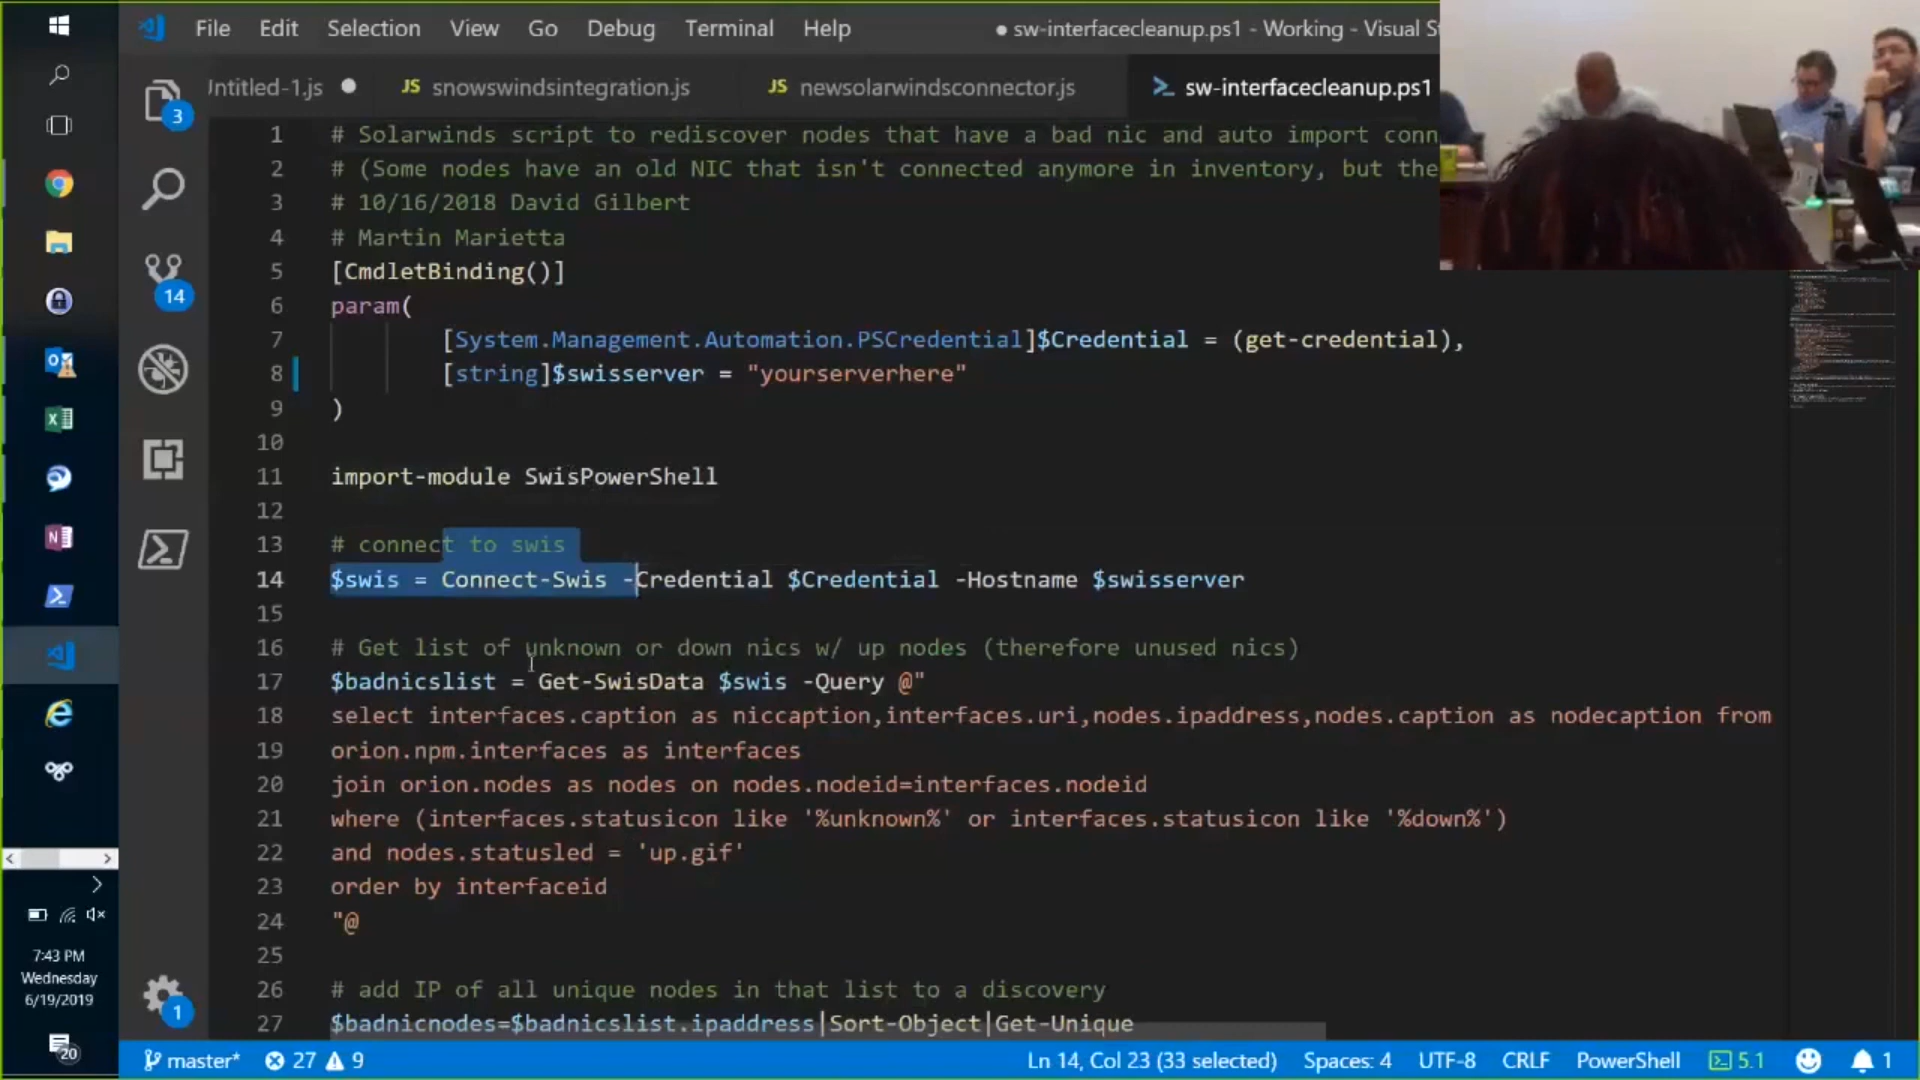 File Edit Selection View Go Debug Terminal Help
● sw-interfacecleanup.ps1 - Working - Visual St
Intitled-1.js ●
JS snowswindsintegration.js
JS newsolarwindsconnector.js
sw-interfacecleanup.ps1
3
14
1
1 # Solarwinds script to rediscover nodes that have a bad nic and auto import conn
2 # (Some nodes have an old NIC that isn't connected anymore in inventory, but the
3 # 10/16/2018 David Gilbert
4 # Martin Marietta
5 [CmdletBinding()]
6 param(
7 [System.Management.Automation.PSCredential]$Credential = (get-credential),
8 [string]$swisserver = "yourserverhere"
9 )
10
11 import-module SwisPowerShell
12
13 # connect to swis
14 $swis = Connect-Swis -Credential $Credential -Hostname $swisserver
15
16 # Get list of unknown or down nics w/ up nodes (therefore unused nics)
17 $badnicslist = Get-SwisData $swis -Query @"
18 select interfaces.caption as niccaption,interfaces.uri,nodes.ipaddress,nodes.caption as nodecaption from
19 orion.npm.interfaces as interfaces
20 join orion.nodes as nodes on nodes.nodeid=interfaces.nodeid
21 where (interfaces.statusicon like '%unknown%' or interfaces.statusicon like '%down%')
22 and nodes.statusled = 'up.gif'
23 order by interfaceid
24 "@
25
26 # add IP of all unique nodes in that list to a discovery
27 $badnicnodes=$badnicslist.ipaddress|Sort-Object|Get-Unique
7:43 PM
Wednesday
6/19/2019
20
master* 27 9
Ln 14, Col 23 (33 selected) Spaces: 4 UTF-8 CRLF PowerShell 5.1 1